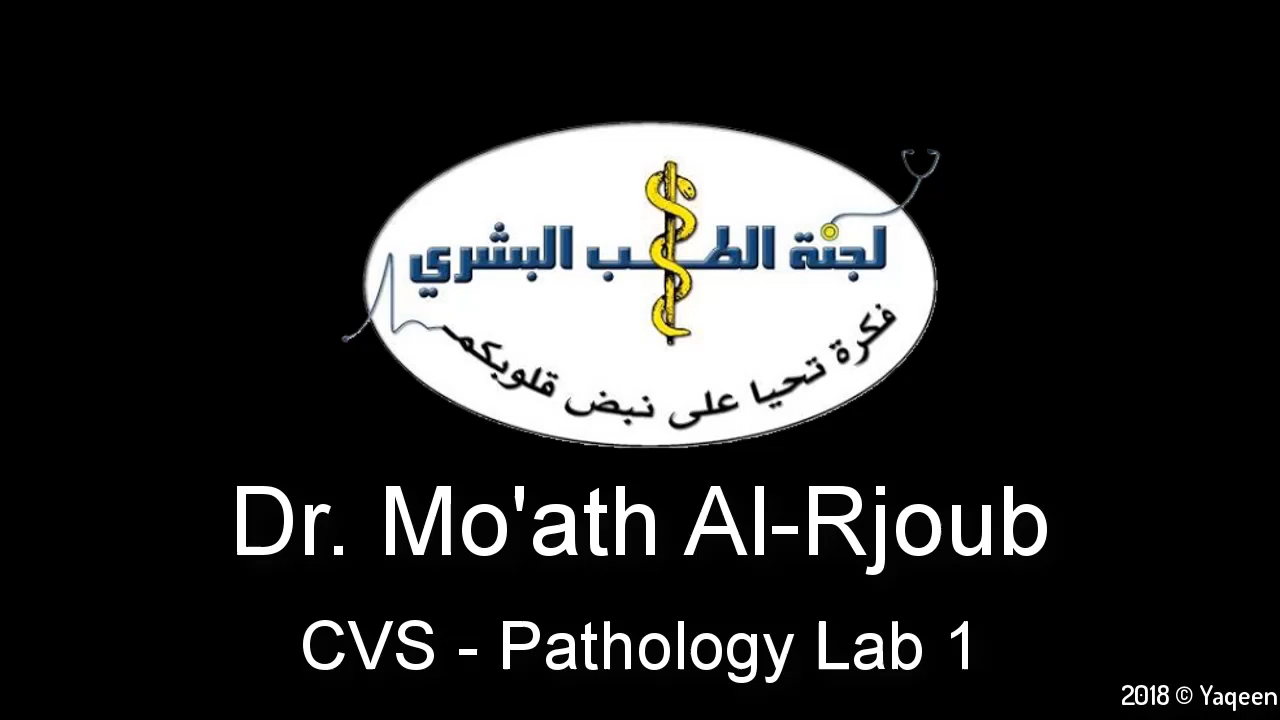 لجنة الطب البشري
فكرة تحيا على نبض قلوبكم
Dr. Mo'ath Al-Rjoub
CVS - Pathology Lab 1
2018 © Yaqeen